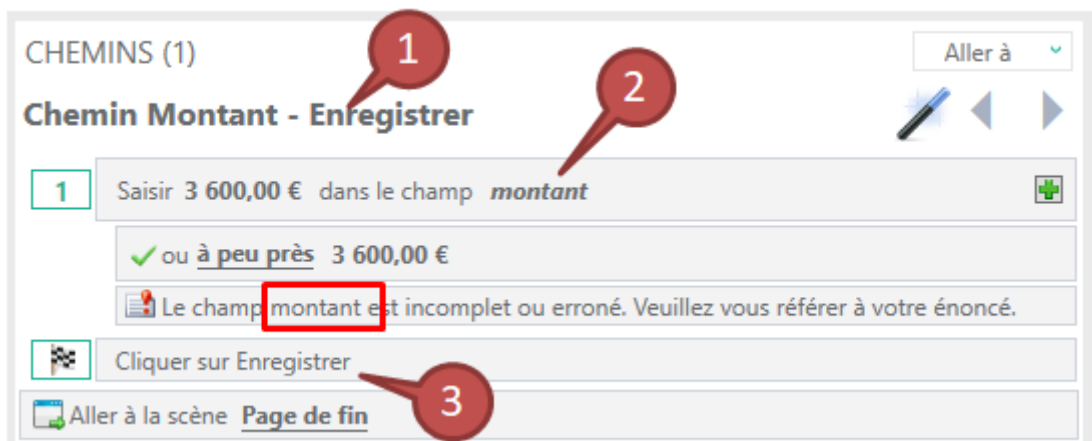 CHEMINS (1)
1
Aller à
2
Chemin Montant - Enregistrer
1 Saisir 3 600,00 € dans le champ montant
ou à peu près 3 600,00 €
Le champ montant est incomplet ou erroné. Veuillez vous référer à votre énoncé.
Cliquer sur Enregistrer
3
Aller à la scène Page de fin